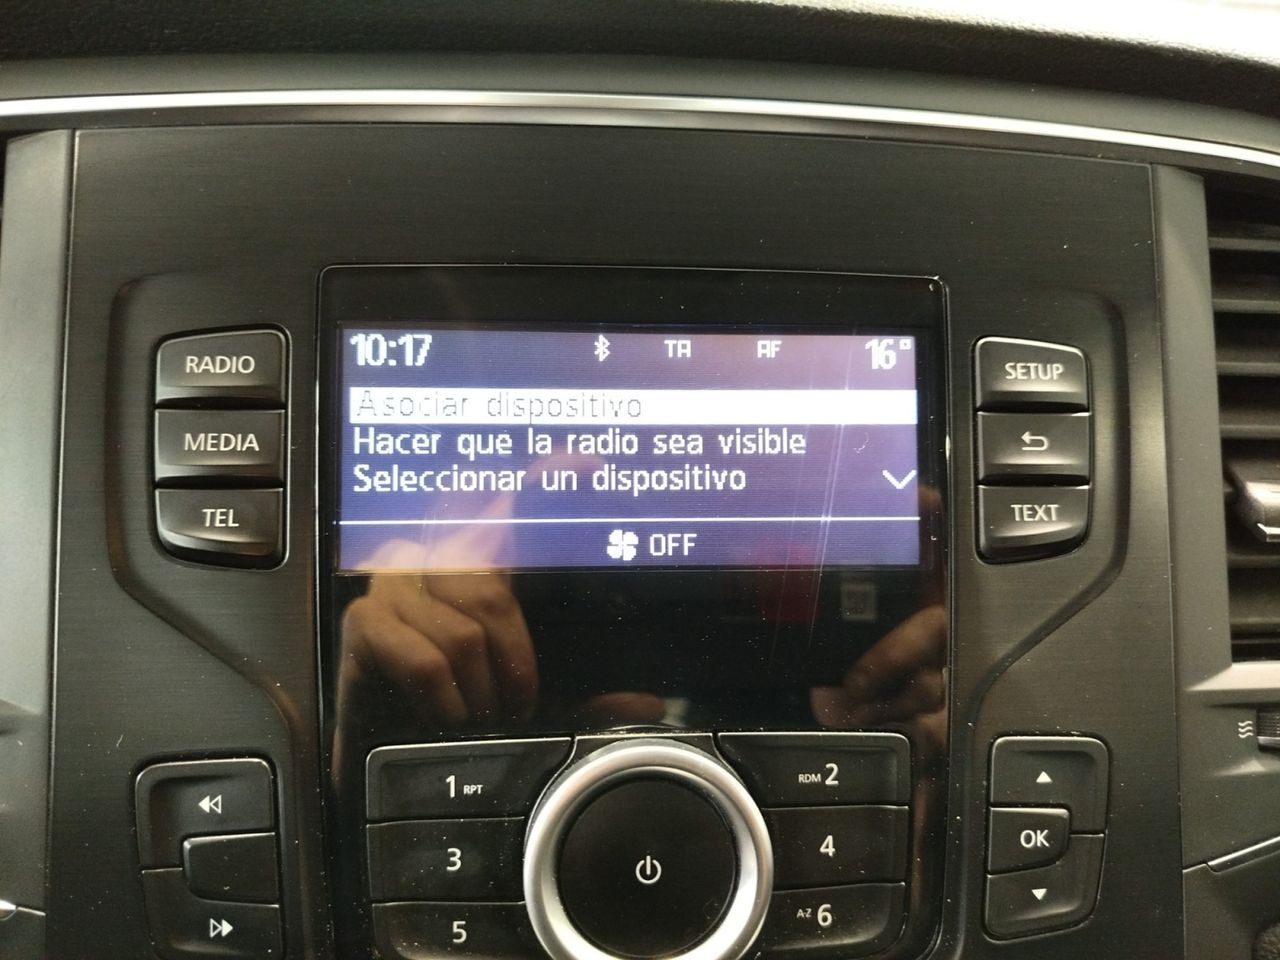 10:17 TA AF 16°
Asociar dispositivo
Hacer que la radio sea visible
Seleccionar un dispositivo
OFF
RADIO
MEDIA
TEL
SETUP
TEXT
1 RPT
RDM 2
3
4
5
A-Z 6
OK